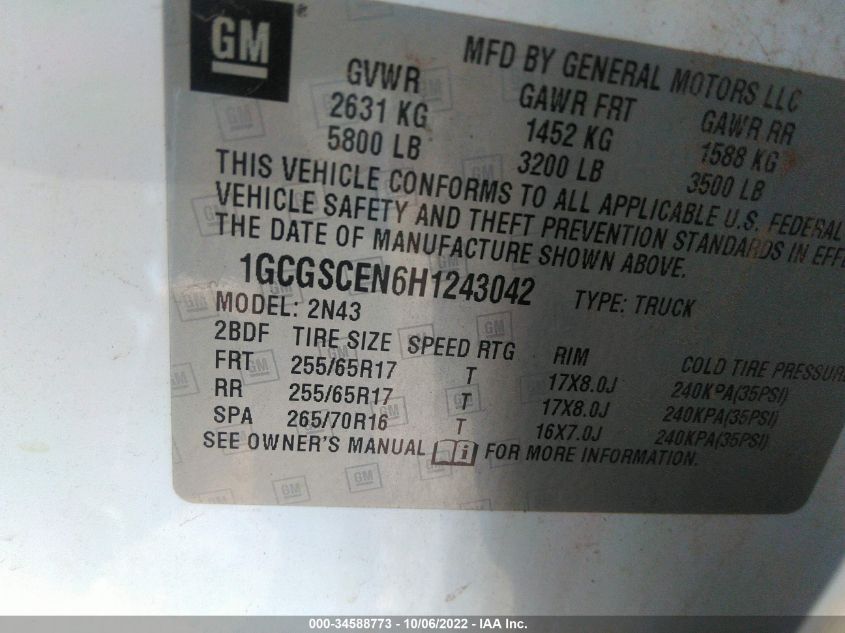 GM ®
MFD BY GENERAL MOTORS LLC
GVWR GAWR FRT GAWR RR
2631 KG 1452 KG 1588 KG
5800 LB 3200 LB 3500 LB
THIS VEHICLE CONFORMS TO ALL APPLICABLE U.S. FEDERAL
VEHICLE SAFETY AND THEFT PREVENTION STANDARDS IN EFFE
THE DATE OF MANUFACTURE SHOWN ABOVE.
1GCGSCEN6H1243042 TYPE: TRUCK
MODEL: 2N43
2BDF TIRE SIZE SPEED RTG RIM COLD TIRE PRESSURE
FRT 255/65R17 T 17X8.0J 240KPA(35PSI)
RR 255/65R17 T 17X8.0J 240KPA(35PSI)
SPA 265/70R16 T 16X7.0J 240KPA(35PSI)
SEE OWNER'S MANUAL FOR MORE INFORMATION.
000-34588773 - 10/06/2022 - IAA Inc.